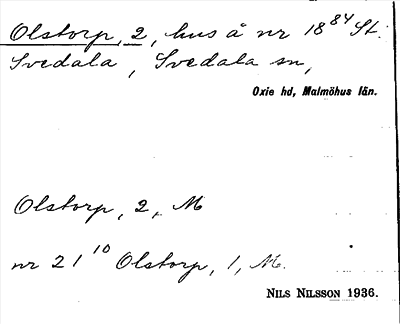 Olstorp, 2, hus å nr 18⁸⁴ St.
Svedala, Svedala sn,
Oxie hd, Malmöhus län.
Olstorp, 2, M
nr 21¹⁰ Olstorp, 1, M.
NILS NILSSON 1936.